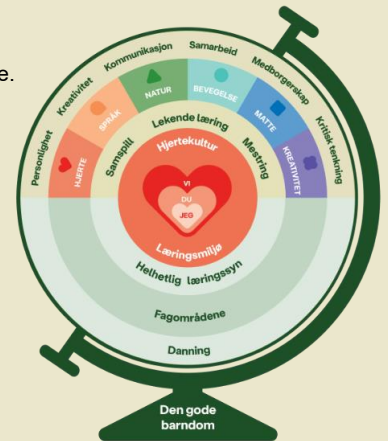 e.
Personlighet
Kreativitet
Kommunikasjon
Samarbeid
Medborgerskap
Kritisk tenkning
HJERTE
SPRÅK
NATUR
BEVEGELSE
MATTE
KREATIVITET
Samspill
Lekende læring
Mestring
Hjertekultur
VI
DU
JEG
Læringsmiljø
Helhetlig læringssyn
Fagområdene
Danning
Den gode
barndom